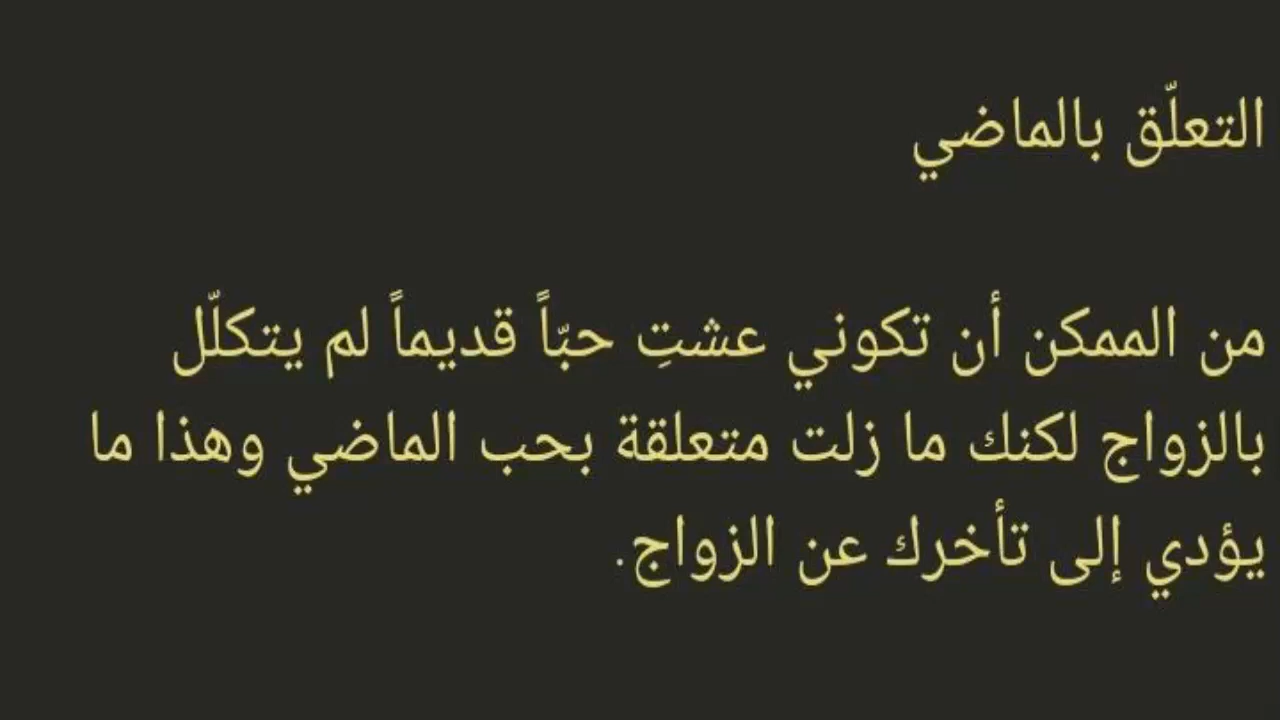 التعلّق بالماضي
من الممكن أن تكوني عشتِ حبّاً قديماً لم يتكلّل
بالزواج لكنك ما زلت متعلقة بحب الماضي وهذا ما
يؤدي إلى تأخرك عن الزواج.